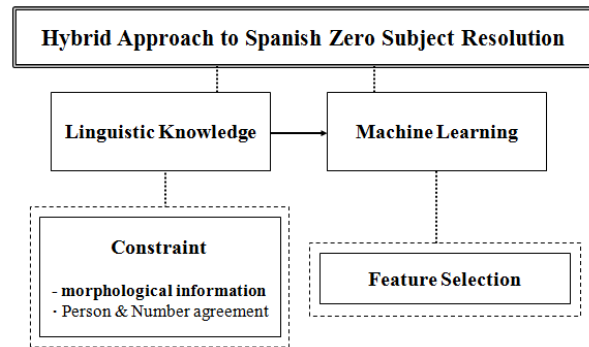 Hybrid Approach to Spanish Zero Subject Resolution
Linguistic Knowledge
Machine Learning
Constraint
- morphological information
· Person & Number agreement
Feature Selection